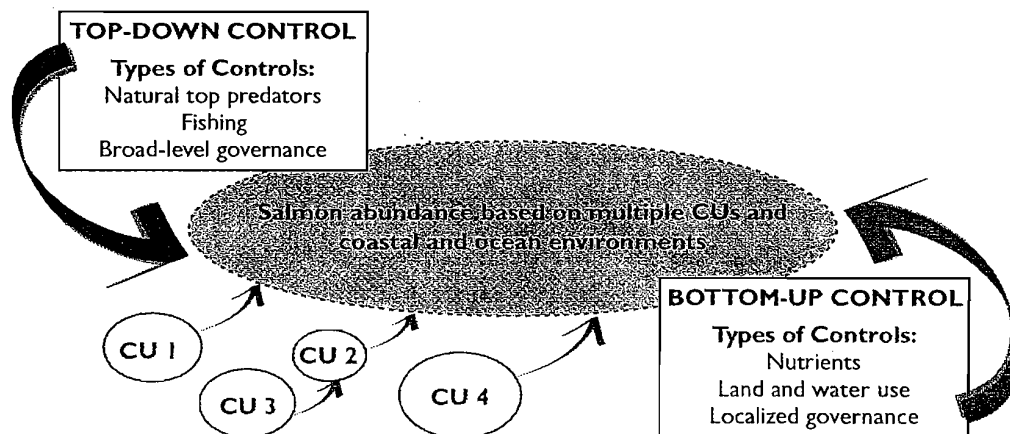 TOP-DOWN CONTROL
Types of Controls:
Natural top predators
Fishing
Broad-level governance
Salmon abundance based on multiple CUs and
coastal and ocean environments
CU 1
CU 2
CU 3
CU 4
BOTTOM-UP CONTROL
Types of Controls:
Nutrients
Land and water use
Localized governance